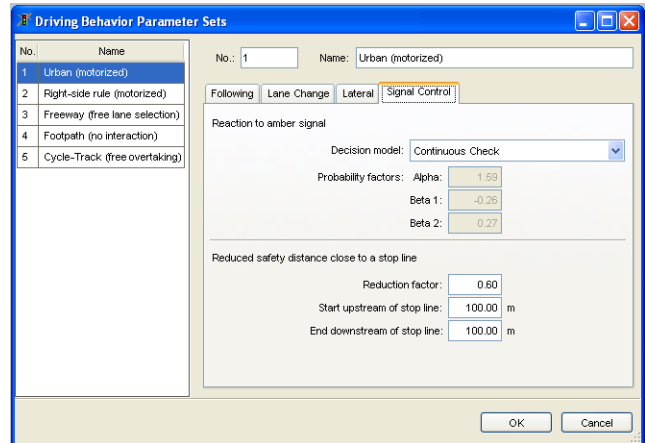 Driving Behavior Parameter Sets
No. Name
1 Urban (motorized)
2 Right-side rule (motorized)
3 Freeway (free lane selection)
4 Footpath (no interaction)
5 Cycle-Track (free overtaking)
No.: 1 Name: Urban (motorized)
Following Lane Change Lateral Signal Control
Reaction to amber signal
Decision model: Continuous Check
Probability factors: Alpha: 1.59
Beta 1: -0.26
Beta 2: 0.27
Reduced safety distance close to a stop line
Reduction factor: 0.60
Start upstream of stop line: 100.00 m
End downstream of stop line: 100.00 m
OK Cancel